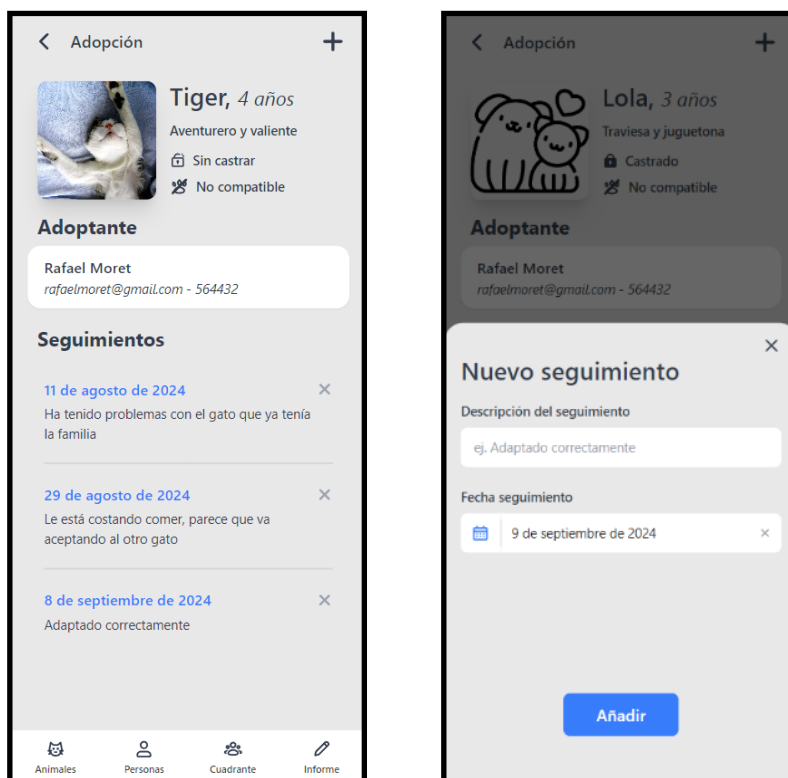 Adopción
Tiger, 4 años
Aventurero y valiente
Sin castrar
No compatible
Adoptante
Rafael Moret
rafaelmoret@gmail.com - 564432
Seguimientos
11 de agosto de 2024
Ha tenido problemas con el gato que ya tenía
la familia
29 de agosto de 2024
Le está costando comer, parece que va
aceptando al otro gato
8 de septiembre de 2024
Adaptado correctamente
Animales
Personas
Cuadrante
Informe
Adopción
Lola, 3 años
Traviesa y juguetona
Castrado
No compatible
Adoptante
Rafael Moret
rafaelmoret@gmail.com - 564432
Nuevo seguimiento
Descripción del seguimiento
ej. Adaptado correctamente
Fecha seguimiento
9 de septiembre de 2024
Añadir